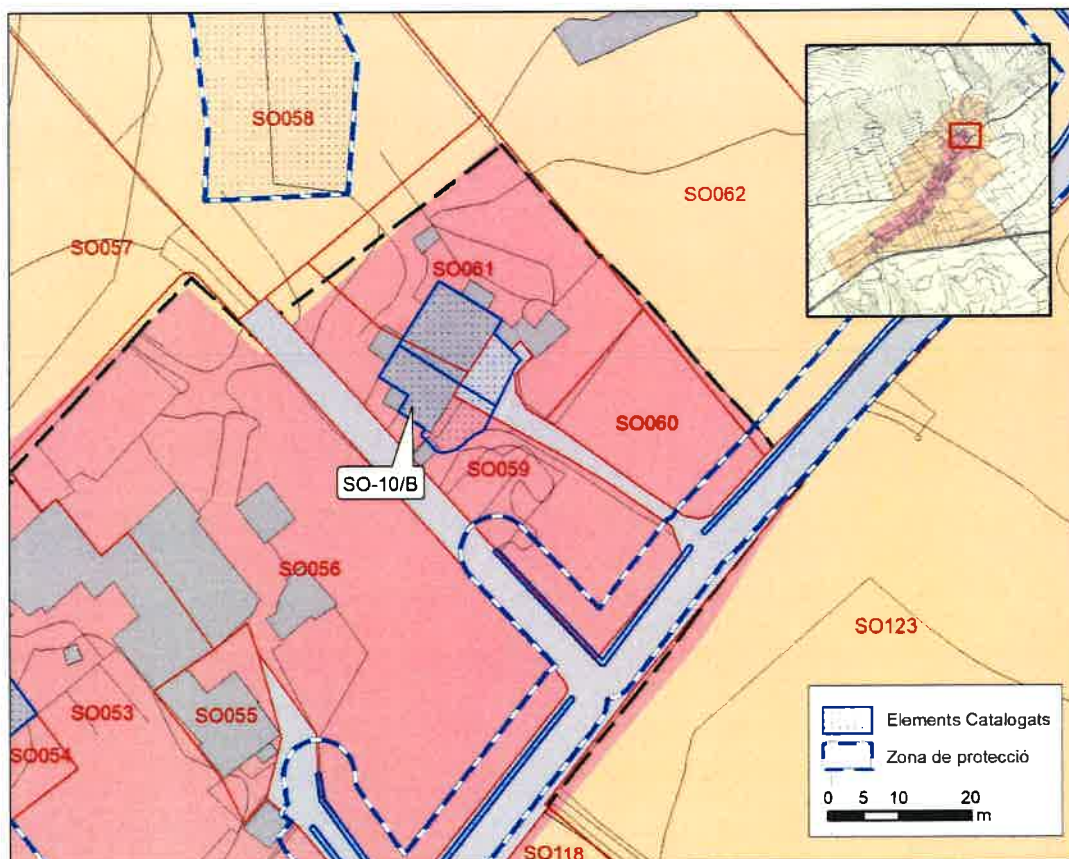 SO058
SO062
SO057
SO061
SO060
SO059
SO-10/B
SO056
SO123
SO053
SO055
SO054
SO118
Elements Catalogats
Zona de protecció
0 5 10 20
m